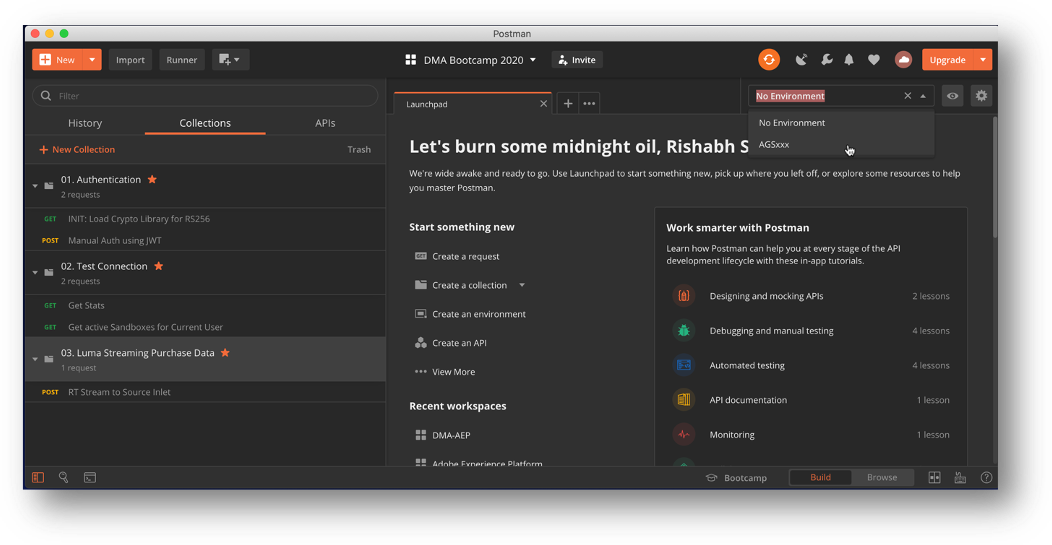 Postman
New
Import
Runner
DMA Bootcamp 2020
Invite
Upgrade
Filter
History
Collections
APIs
+ New Collection
Trash
01. Authentication
2 requests
GET INIT: Load Crypto Library for RS256
POST Manual Auth using JWT
02. Test Connection
2 requests
GET Get Stats
GET Get active Sandboxes for Current User
03. Luma Streaming Purchase Data
1 request
POST RT Stream to Source Inlet
Launchpad
No Environment
No Environment
AGSxxx
Let's burn some midnight oil, Rishabh S
We're wide awake and ready to go. Use Launchpad to start something new, pick up where you left off, or explore some resources to help
you master Postman.
Start something new
Create a request
Create a collection
Create an environment
Create an API
View More
Recent workspaces
DMA-AEP
Adobe Experience Platform
Work smarter with Postman
Learn how Postman can help you at every stage of the API
development lifecycle with these in-app tutorials.
Designing and mocking APIs 2 lessons
Debugging and manual testing 4 lessons
Automated testing 4 lessons
API documentation 1 lesson
Monitoring 1 lesson
Bootcamp
Build
Browse